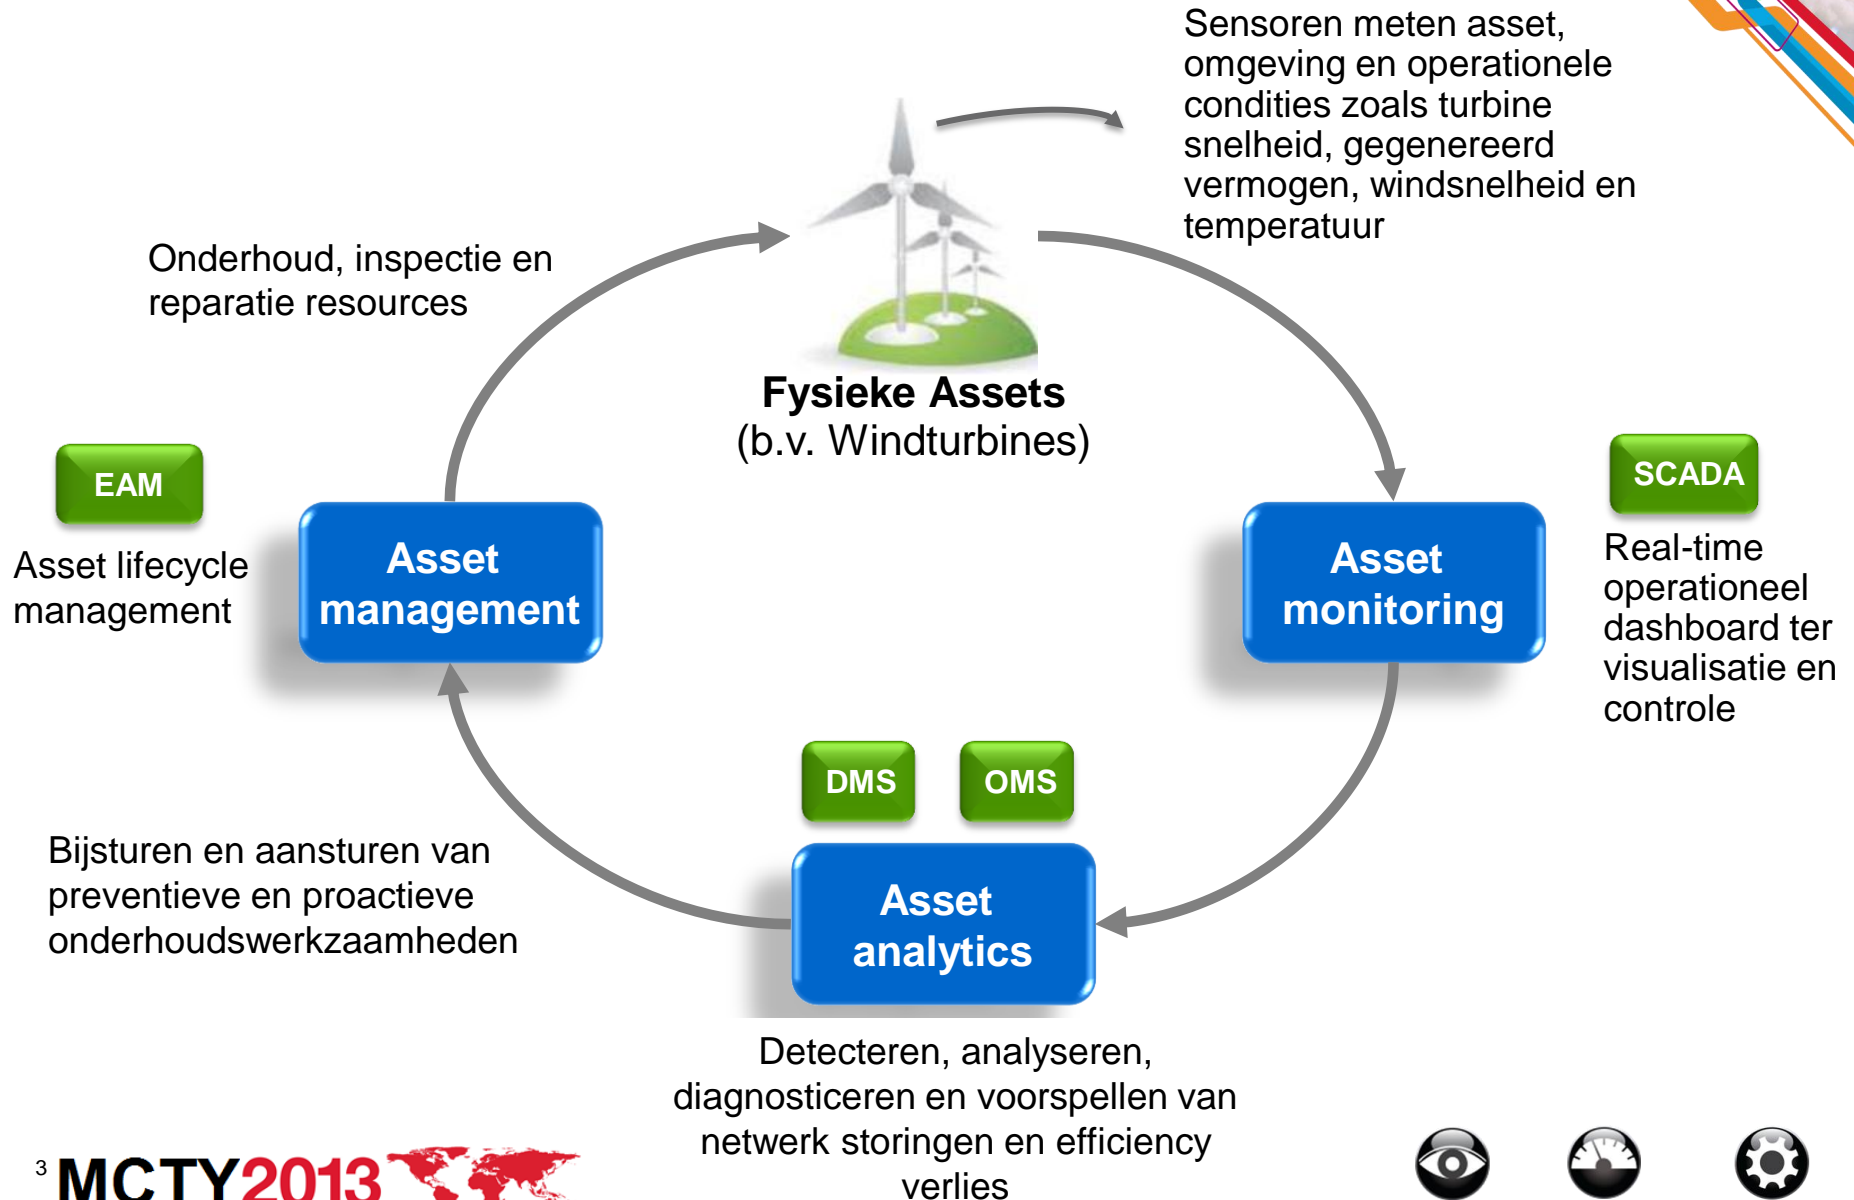 Sensoren meten asset,
omgeving en operationele
condities zoals turbine
snelheid, gegenereerd
vermogen, windsnelheid en
temperatuur
Onderhoud, inspectie en
reparatie resources
Fysieke Assets
(b.v. Windturbines)
EAM
Asset lifecycle
management
Asset
management
Asset
monitoring
SCADA
Real-time
operationeel
dashboard ter
visualisatie en
controle
DMS
OMS
Bijsturen en aansturen van
preventieve en proactieve
onderhoudswerkzaamheden
Asset
analytics
Detecteren, analyseren,
diagnosticeren en voorspellen van
netwerk storingen en efficiency
verlies
3
MCTY2013